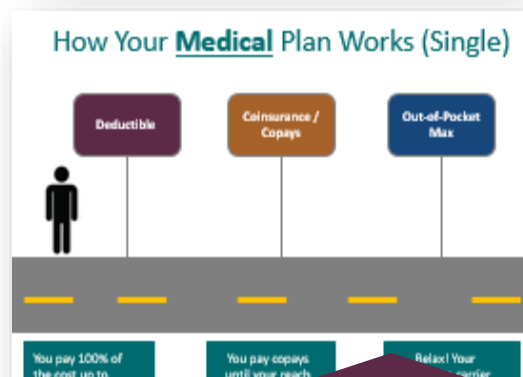 How Your Medical Plan Works (Single)
Deductible
Coinsurance /
Copays
Out-of-Pocket
Max
You pay 100% of
the cost up to
You pay copays
until your reach
Relax! Your
carrier